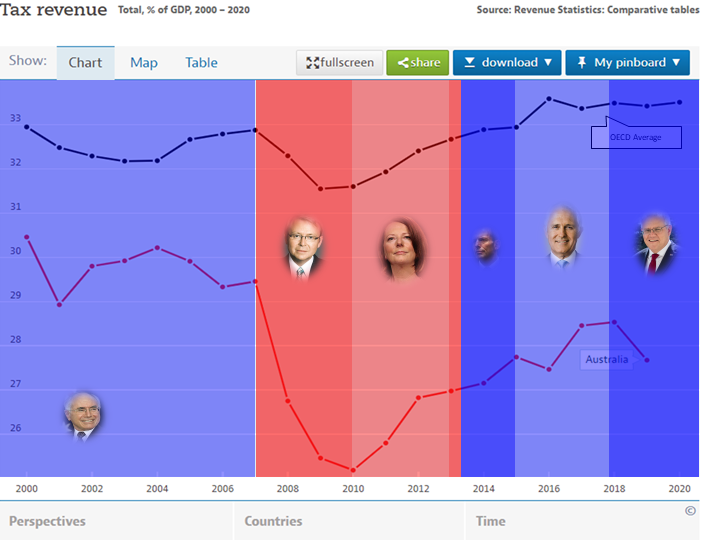 Tax revenue Total, % of GDP, 2000 – 2020 Source: Revenue Statistics: Comparative tables
Show: Chart Map Table fullscreen share download ▼ My pinboard ▼
33
OECD Average
32
31
30
29
28
Australia
27
26
2000 2002 2004 2006 2008 2010 2012 2014 2016 2018 2020
©
Perspectives Countries Time